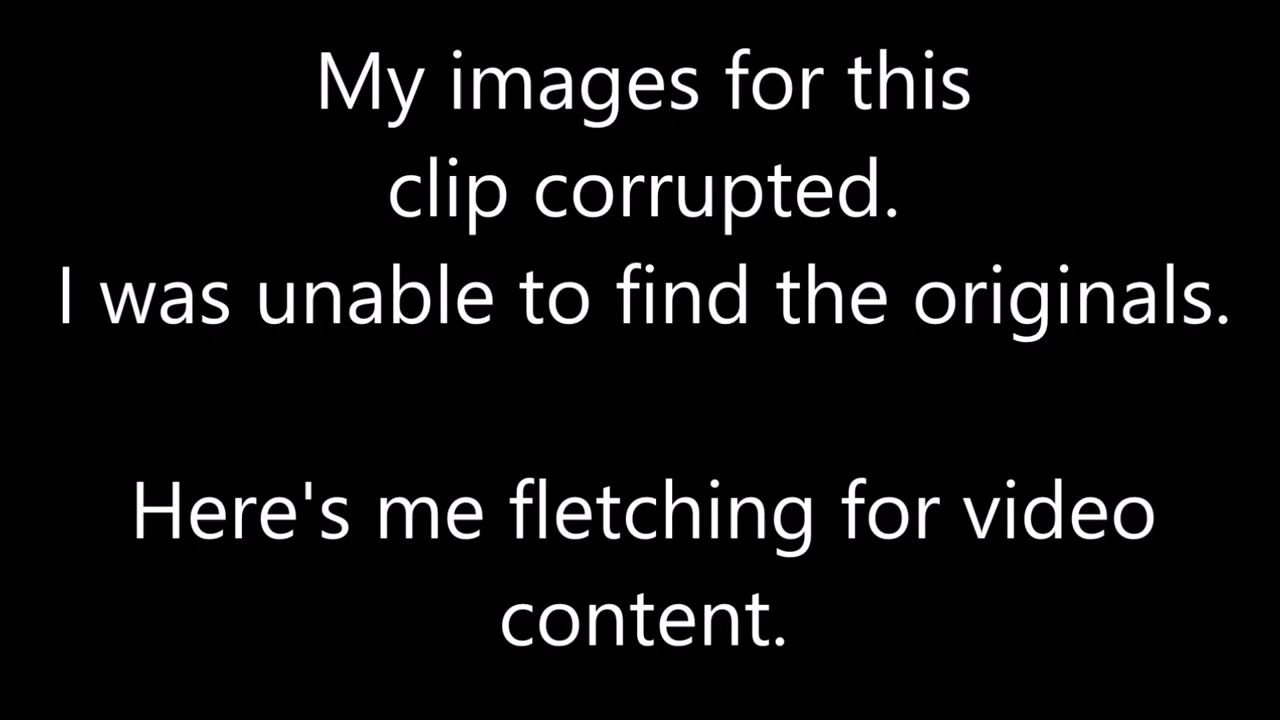 My images for this
clip corrupted.
I was unable to find the originals.
Here's me fletching for video
content.